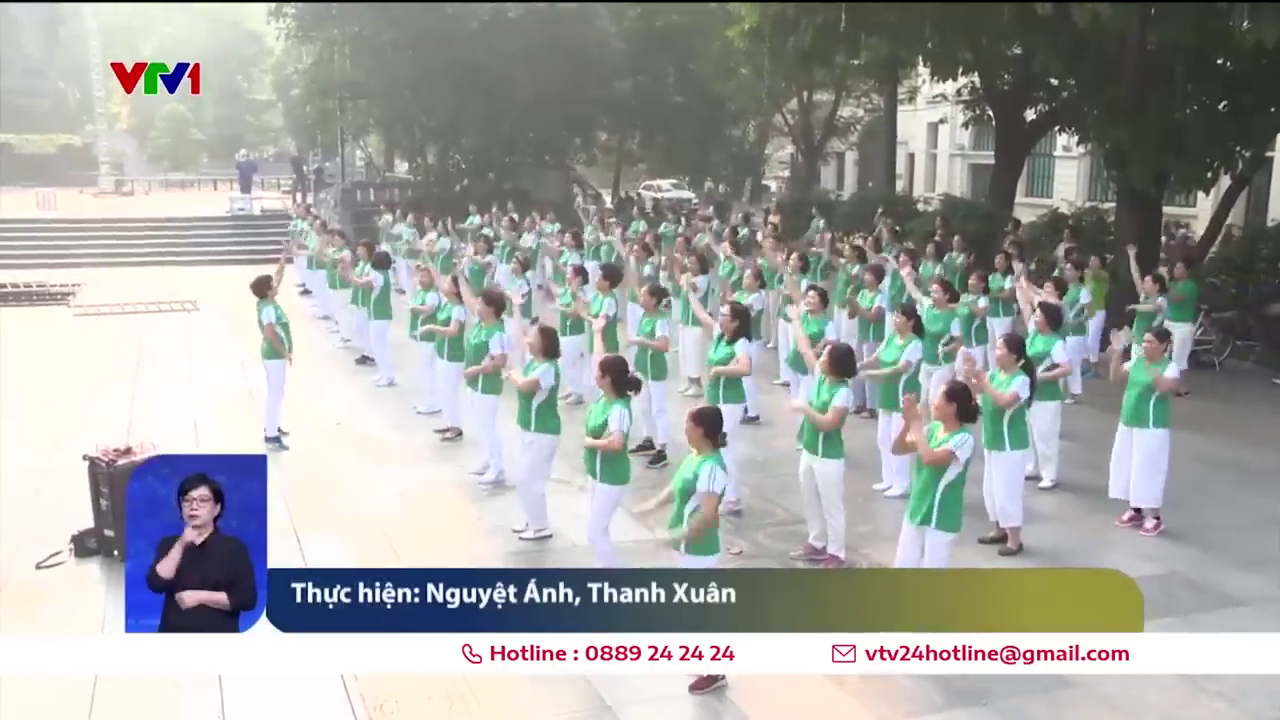 VTV1
Thực hiện: Nguyệt Ánh, Thanh Xuân
Hotline : 0889 24 24 24
vtv24hotline@gmail.com